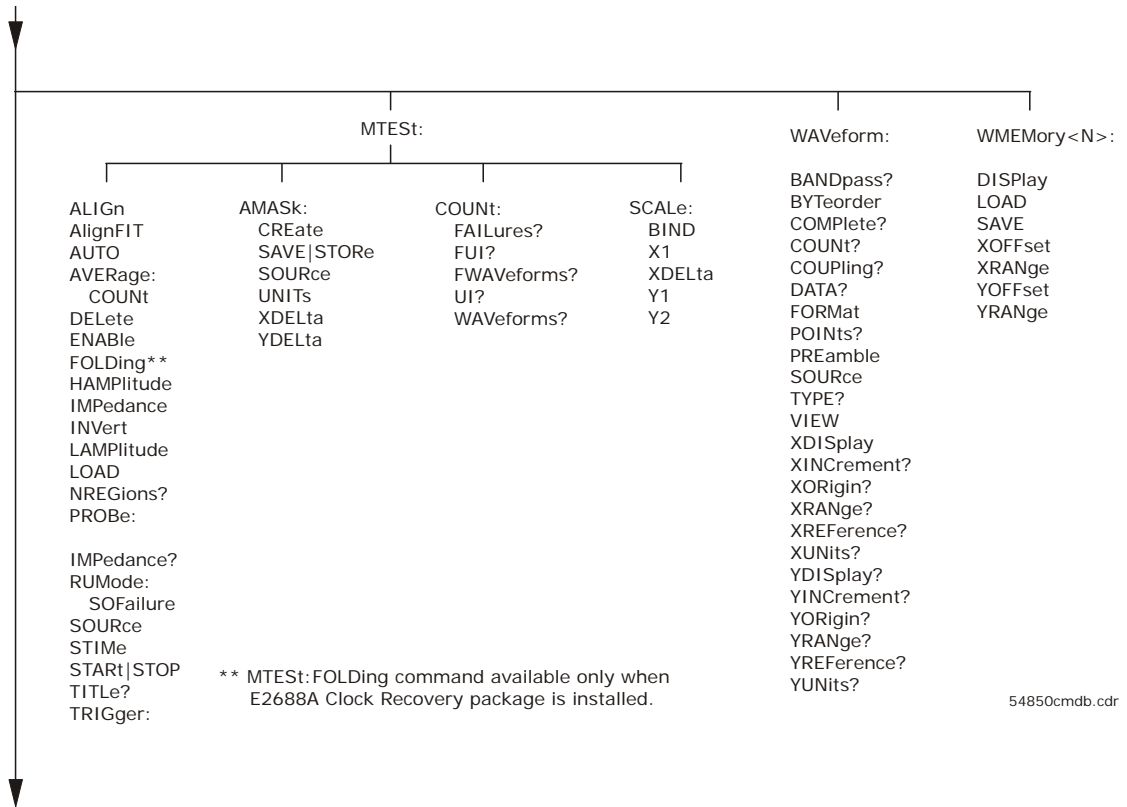 MTESt:
ALIGn
AlignFIT
AUTO
AVERage:
COUNt
DELete
ENABle
FOLDing**
HAMPlitude
IMPedance
INVert
LAMPlitude
LOAD
NREGions?
PROBe:
IMPedance?
RUMode:
SOFailure
SOURce
STIMe
STARt|STOP
TITLe?
TRIGger:
AMASk:
CREate
SAVE|STORe
SOURce
UNITs
XDELta
YDELta
COUNt:
FAILures?
FUI?
FWAVeforms?
UI?
WAVeforms?
SCALe:
BIND
X1
XDELta
Y1
Y2
** MTESt:FOLDing command available only when
E2688A Clock Recovery package is installed.
WAVeform:
BANDpass?
BYTeorder
COMPlete?
COUNt?
COUPling?
DATA?
FORMat
POINts?
PREamble
SOURce
TYPE?
VIEW
XDISplay
XINCrement?
XORigin?
XRANge?
XREFerence?
XUNits?
YDISplay?
YINCrement?
YORigin?
YRANge?
YREFerence?
YUNits?
WMEMory<N>:
DISPlay
LOAD
SAVE
XOFFset
XRANge
YOFFset
YRANge
54850cmdb.cdr